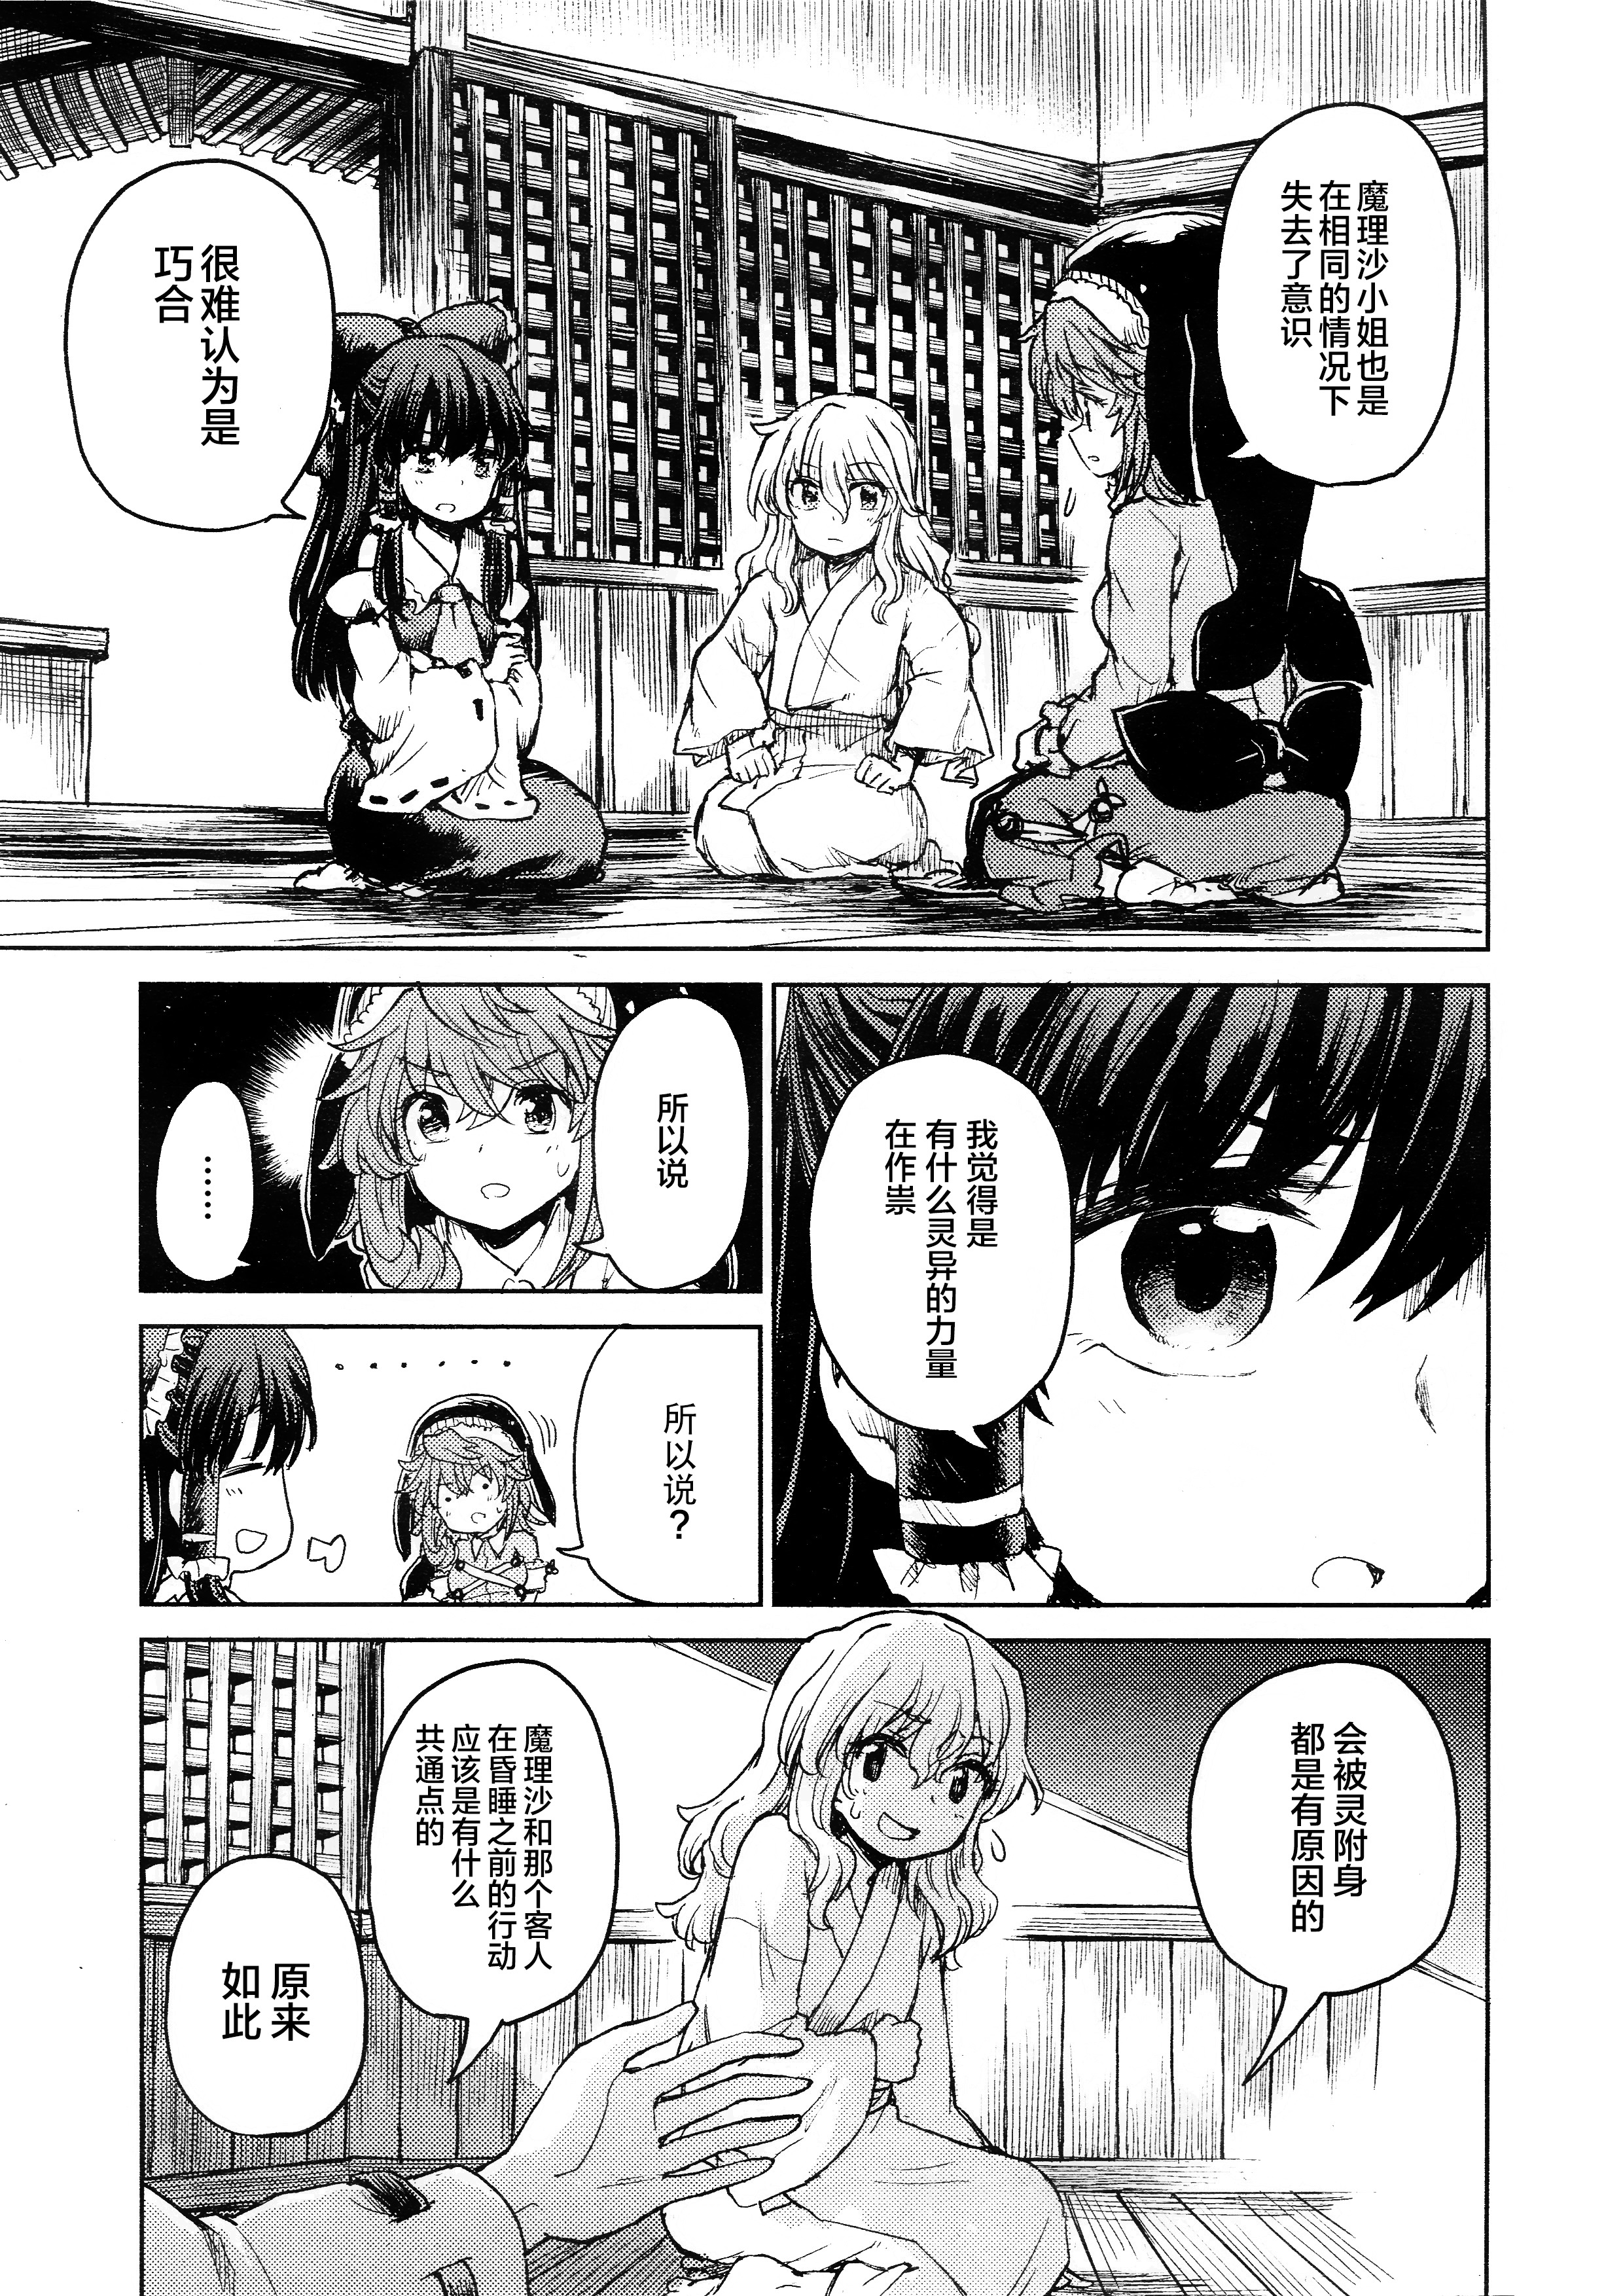 魔理沙小姐也是
在相同的情况下
失去了意识
很难认为是
巧合
我觉得是
有什么灵异的力量
在作祟
所以说
……
所以说?
会被灵附身
都是有原因的
魔理沙和那个客人
在昏睡之前的行动
应该是有什么
共通点的
原来
如此